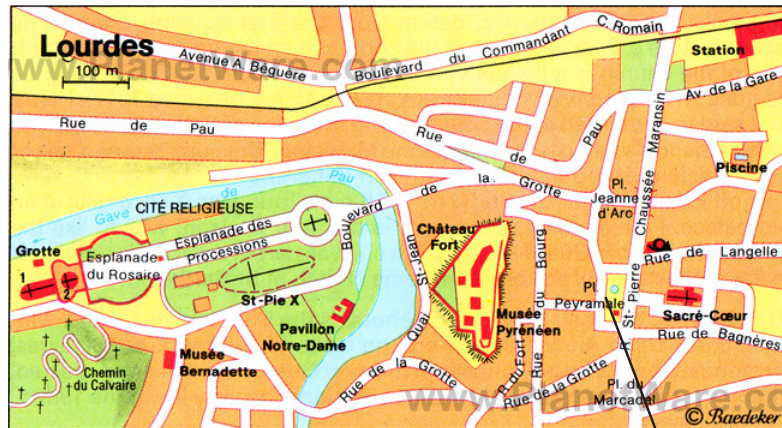 Lourdes
100 m
www.PlanetWare.com
Avenue A. Béguère
Boulevard du Commandant C. Romain
Station
Av. de la Gare
Rue de Pau
Rue de Pau
Chaussée Maransin
Piscine
Gave de Pau
CITÉ RELIGIEUSE
Boulevard de la Grotte
Pl. Jeanne
d'Arc
Château
Fort
Grotte
1
2
Esplanade
du Rosaire
Esplanade des
Processions
St-Pie X
Quai St-Jean
Rue du Bourg
Rue de Langelle
Pl.
Peyramale
R. St-Pierre
Sacré-Cœur
Musée
Pyrénéen
Pavillon
Notre-Dame
Rue de Bagnères
Musée
Bernadette
Chemin
du Calvaire
Rue de la Grotte
R. du Fort
Rue de la Grotte
Pl. du
Marcadal
www.PlanetWare.com
© Baedeker